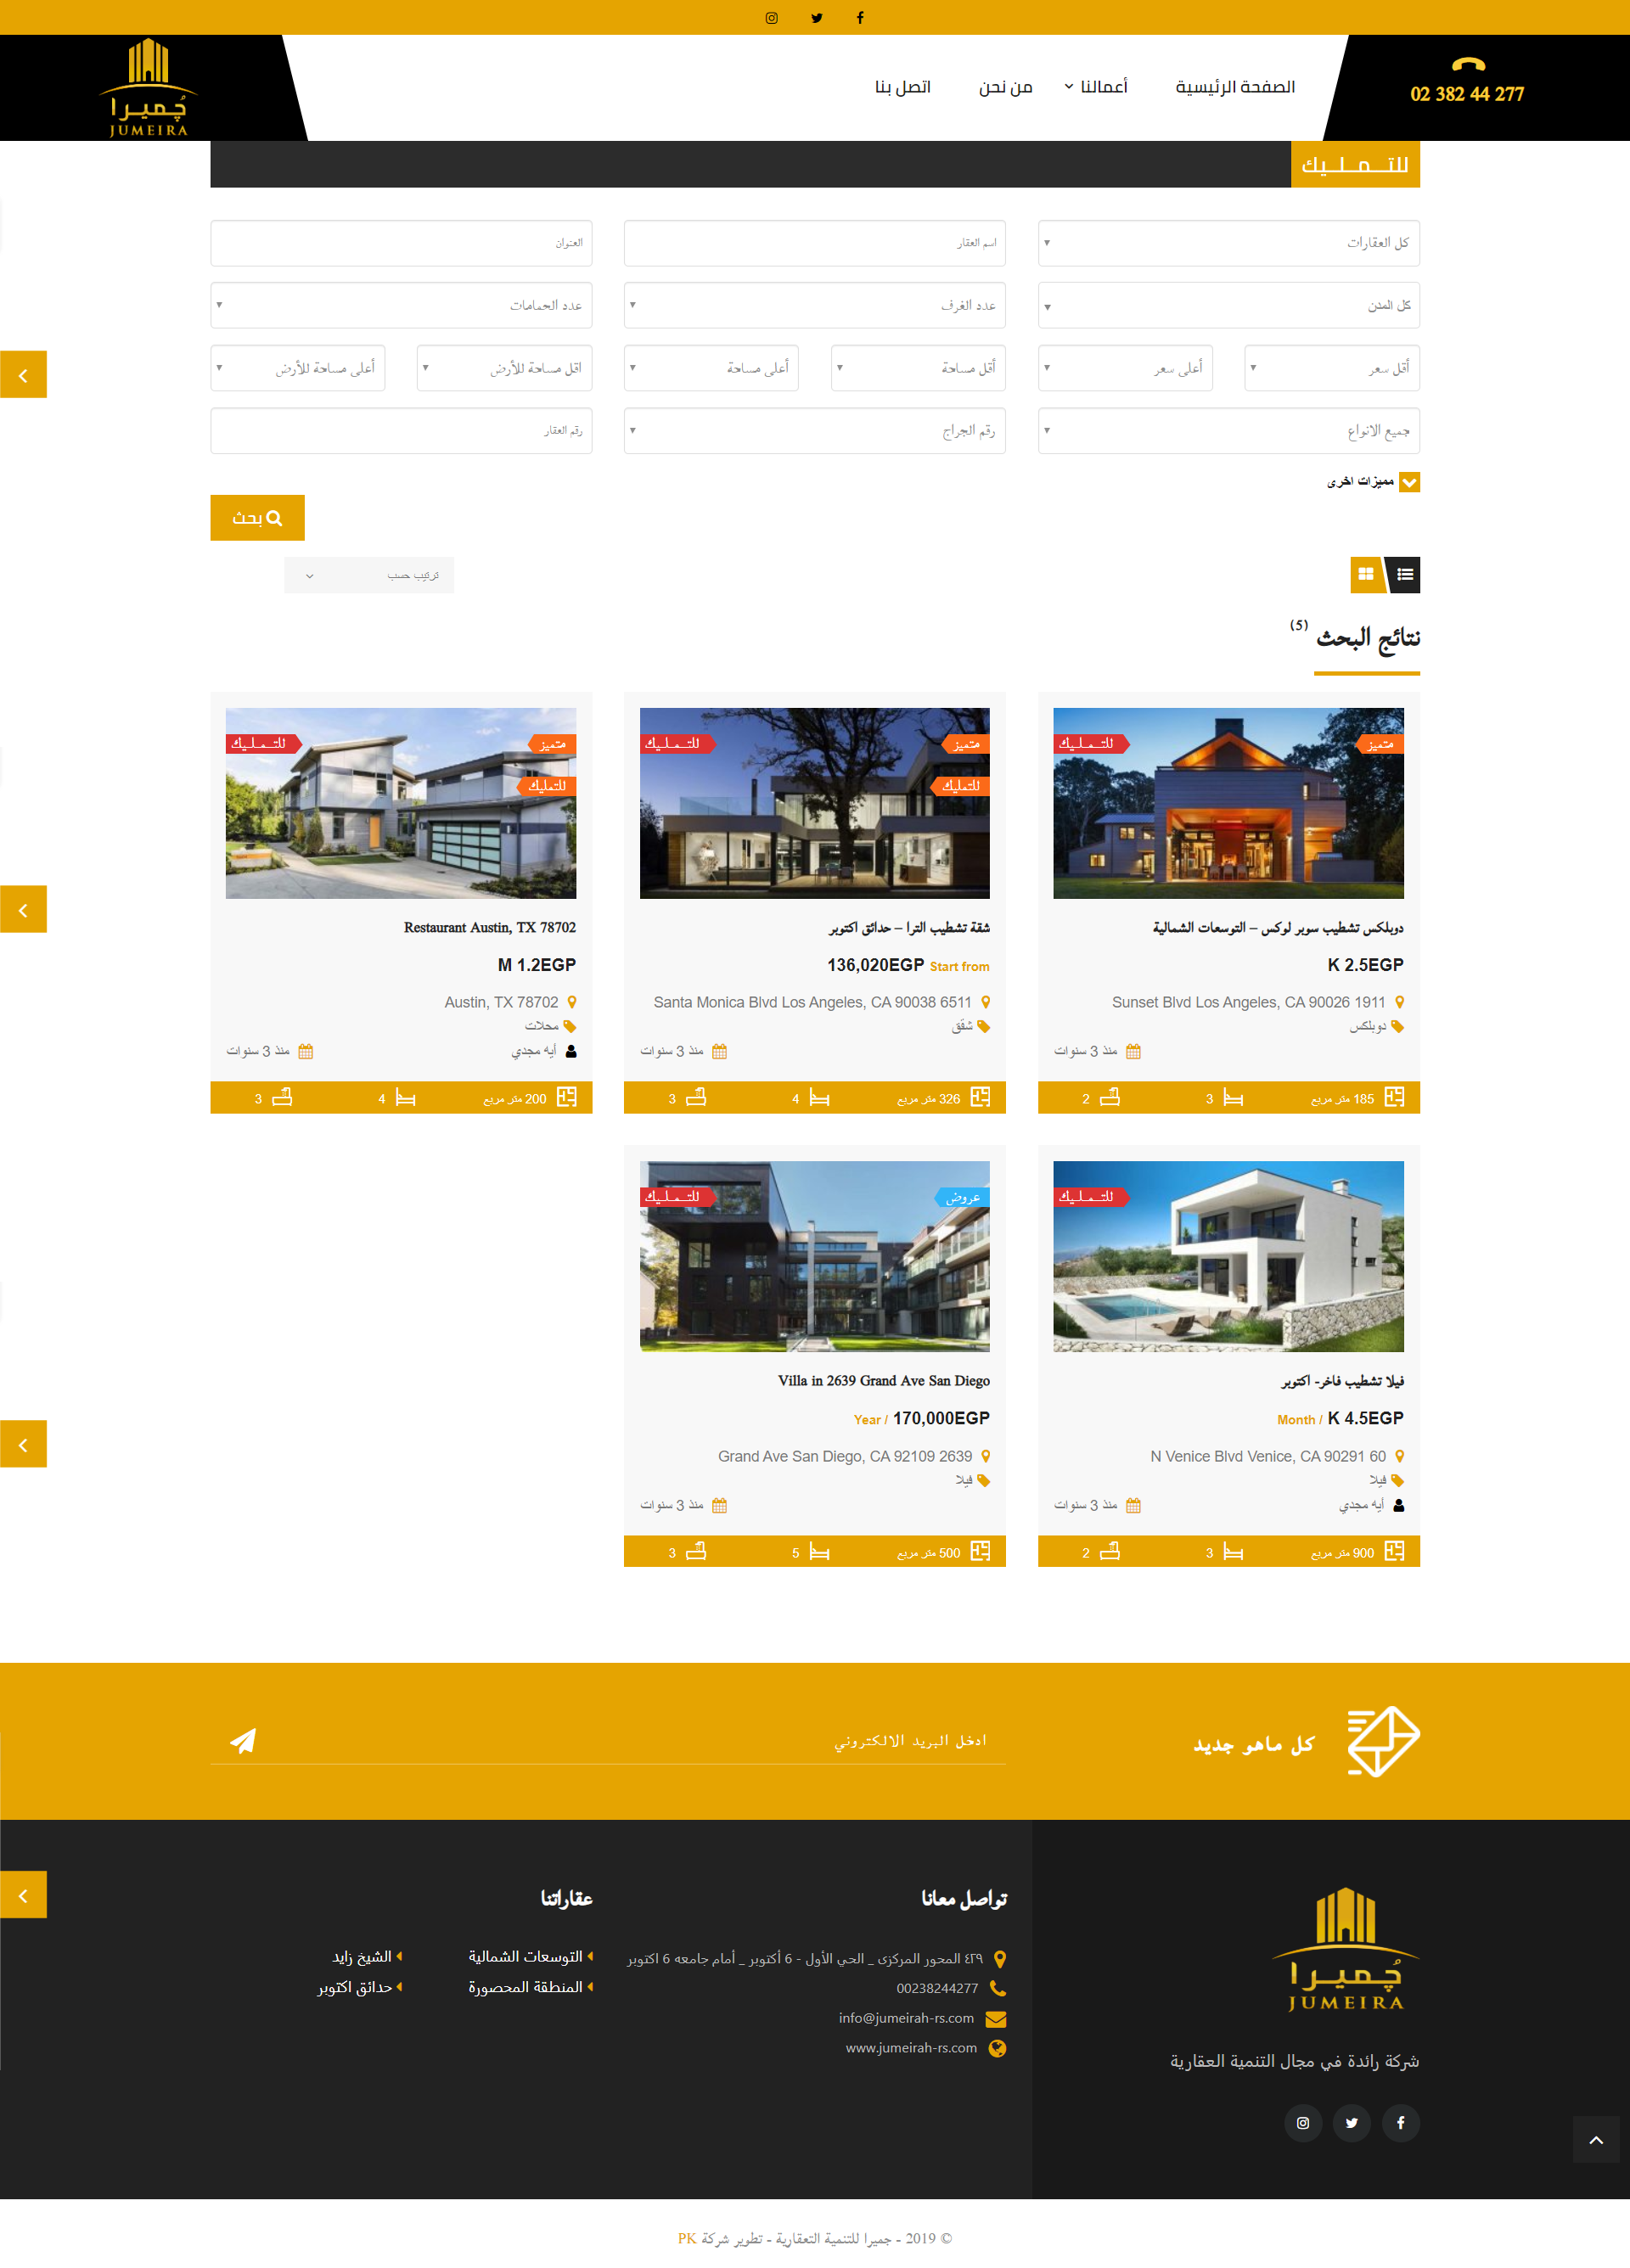 چميرا
JUMEIRA
الصفحة الرئيسية
أعمالنا
من نحن
اتصل بنا
02 382 44 277
للتـــمـــلـــيك
كل العقارات
اسم العقار
العنوان
كل المدن
عدد الغرف
عدد الحمامات
أقل سعر
أعلى سعر
أقل مساحة
أعلى مساحة
اقل مساحة للأرض
أعلى مساحة للأرض
جميع الانواع
رقم الجراج
رقم العقار
مميزات اخرى
بحث
ترتيب حسب
نتائج البحث (5)
متميز
للتـــمـــلـــيك
دوبلكس تشطيب سوبر لوكس – التوسعات الشمالية
K 2.5EGP
Sunset Blvd Los Angeles, CA 90026 1911
دوبلكس
منذ 3 سنوات
185 متر مربع
3
2
متميز
للتـــمـــلـــيك
للتمليك
شقة تشطيب الترا – حدائق اكتوبر
136,020EGP Start from
Santa Monica Blvd Los Angeles, CA 90038 6511
شقق
منذ 3 سنوات
326 متر مربع
4
3
متميز
للتـــمـــلـــيك
للتمليك
Restaurant Austin, TX 78702
M 1.2EGP
Austin, TX 78702
محلات
أيه مجدي
منذ 3 سنوات
200 متر مربع
4
3
للتـــمـــلـــيك
فيلا تشطيب فاخر- اكتوبر
Month / K 4.5EGP
N Venice Blvd Venice, CA 90291 60
فيلا
أيه مجدي
منذ 3 سنوات
900 متر مربع
3
2
عروض
للتـــمـــلـــيك
Villa in 2639 Grand Ave San Diego
Year / 170,000EGP
Grand Ave San Diego, CA 92109 2639
فيلا
منذ 3 سنوات
500 متر مربع
5
3
كل ماهو جديد
ادخل البريد الالكتروني
چميرا
JUMEIRA
شركة رائدة في مجال التنمية العقارية
تواصل معانا
٤٢٩ المحور المركزى _ الحي الأول - 6 أكتوبر _ أمام جامعه 6 اكتوبر
00238244277
info@jumeirah-rs.com
www.jumeirah-rs.com
عقاراتنا
التوسعات الشمالية
الشيخ زايد
المنطقة المحصورة
حدائق اكتوبر
© 2019 - جميرا للتنمية التعقارية - تطوير شركة PK